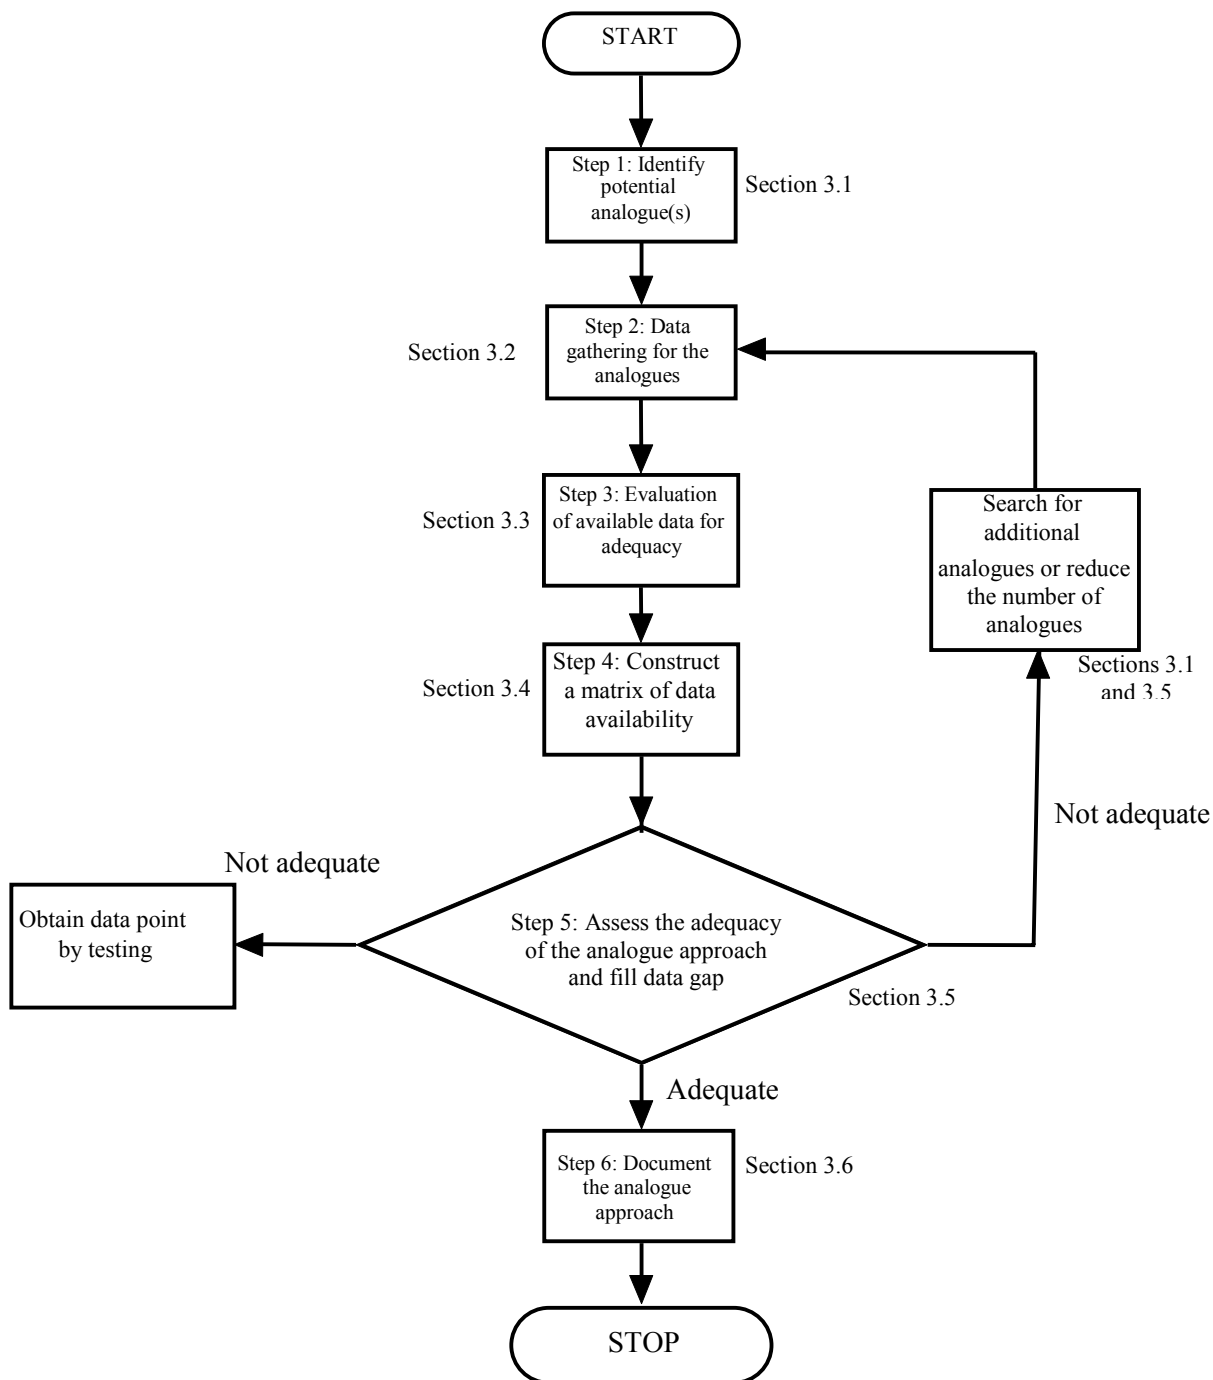 START
Step 1: Identify
potential
analogue(s)
Section 3.1
Step 2: Data
gathering for the
analogues
Section 3.2
Step 3: Evaluation
of available data for
adequacy
Section 3.3
Search for
additional
analogues or reduce
the number of
analogues
Sections 3.1
and 3.5
Step 4: Construct
a matrix of data
availability
Section 3.4
Not adequate
Not adequate
Obtain data point
by testing
Step 5: Assess the adequacy
of the analogue approach
and fill data gap
Section 3.5
Adequate
Step 6: Document
the analogue
approach
Section 3.6
STOP